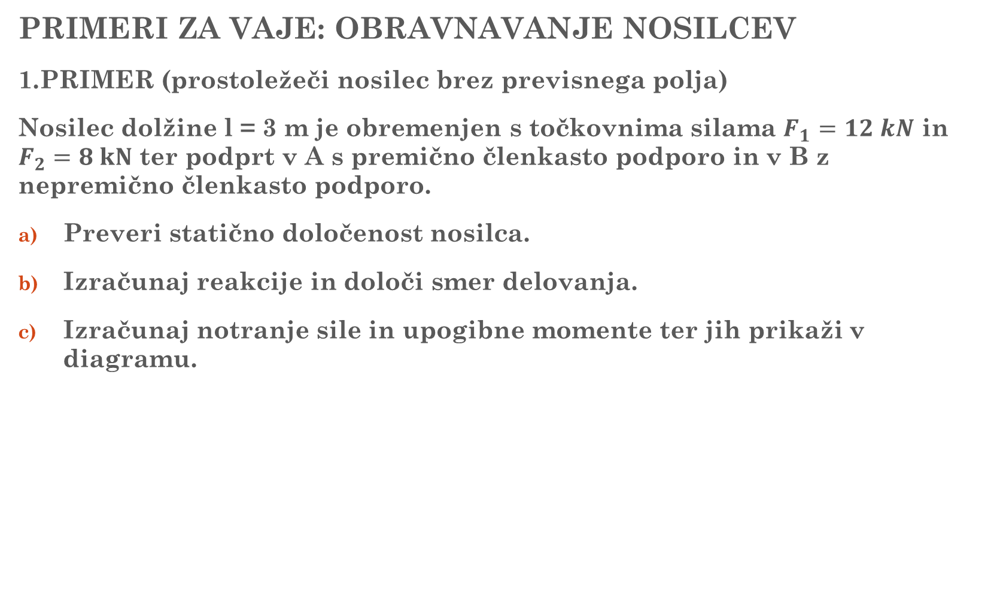 PRIMERI ZA VAJE: OBRAVNAVANJE NOSILCEV
1.PRIMER (prostoležeči nosilec brez previsnega polja)
Nosilec dolžine l = 3 m je obremenjen s točkovnima silama F₁ = 12 kN in
F₂ = 8 kN ter podprt v A s premično členkasto podporo in v B z
nepremično členkasto podporo.
a) Preveri statično določenost nosilca.
b) Izračunaj reakcije in določi smer delovanja.
c) Izračunaj notranje sile in upogibne momente ter jih prikaži v
diagramu.